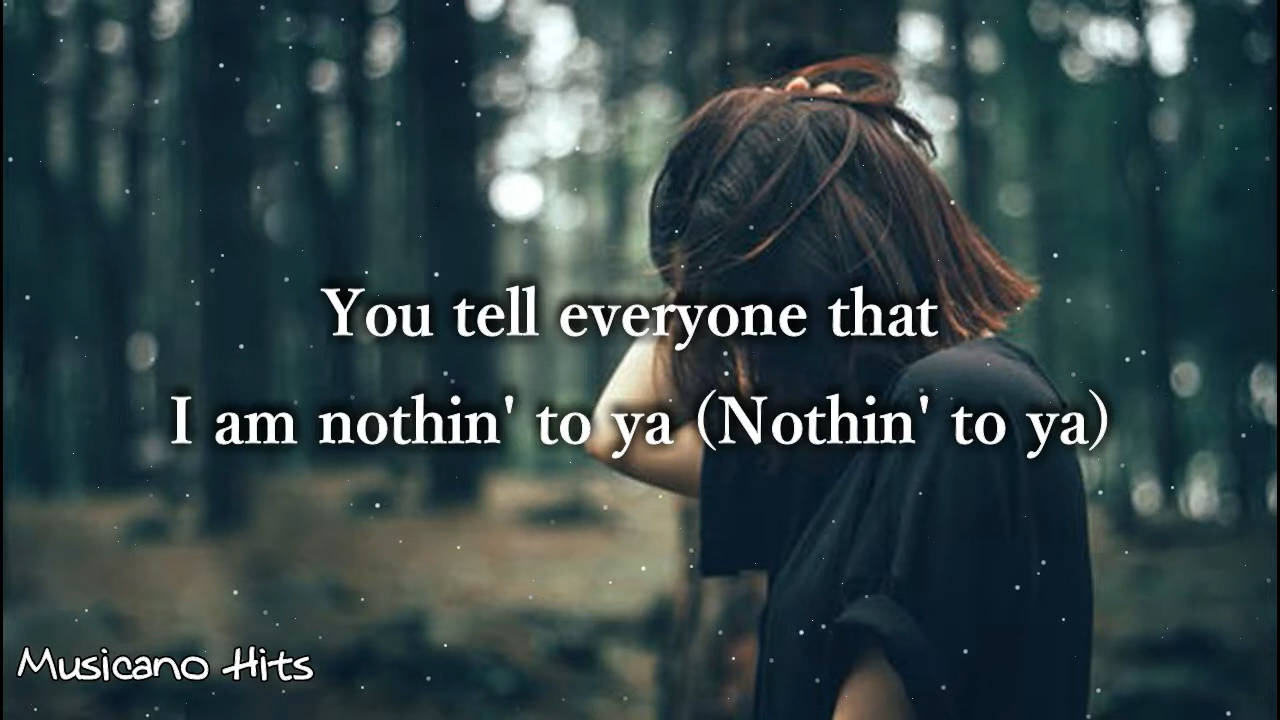 You tell everyone that
I am nothin' to ya (Nothin' to ya)
Musicano Hits